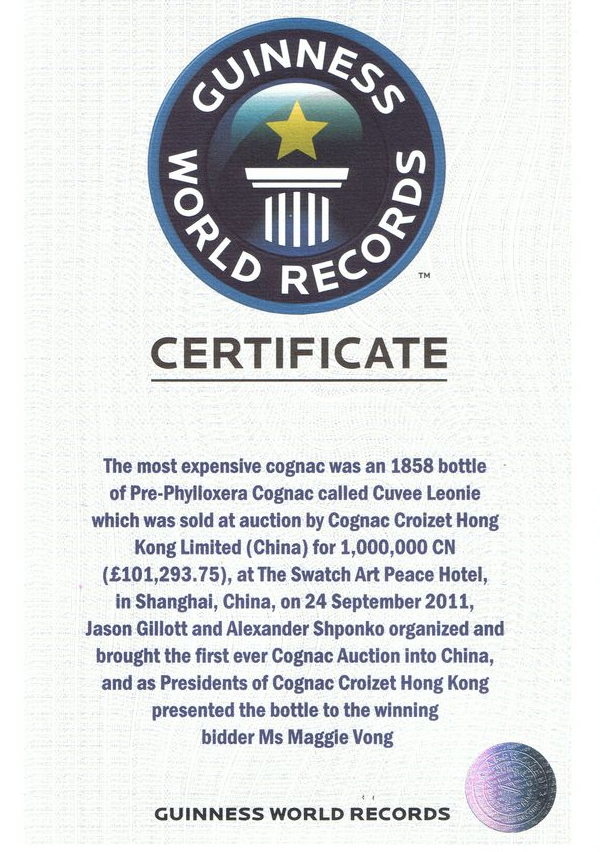 GUINNESS
WORLD RECORDS
™
CERTIFICATE
The most expensive cognac was an 1858 bottle
of Pre-Phylloxera Cognac called Cuvee Leonie
which was sold at auction by Cognac Croizet Hong
Kong Limited (China) for 1,000,000 CN
(£101,293.75), at The Swatch Art Peace Hotel,
in Shanghai, China, on 24 September 2011,
Jason Gillott and Alexander Shponko organized and
brought the first ever Cognac Auction into China,
and as Presidents of Cognac Croizet Hong Kong
presented the bottle to the winning
bidder Ms Maggie Vong
GUINNESS WORLD RECORDS